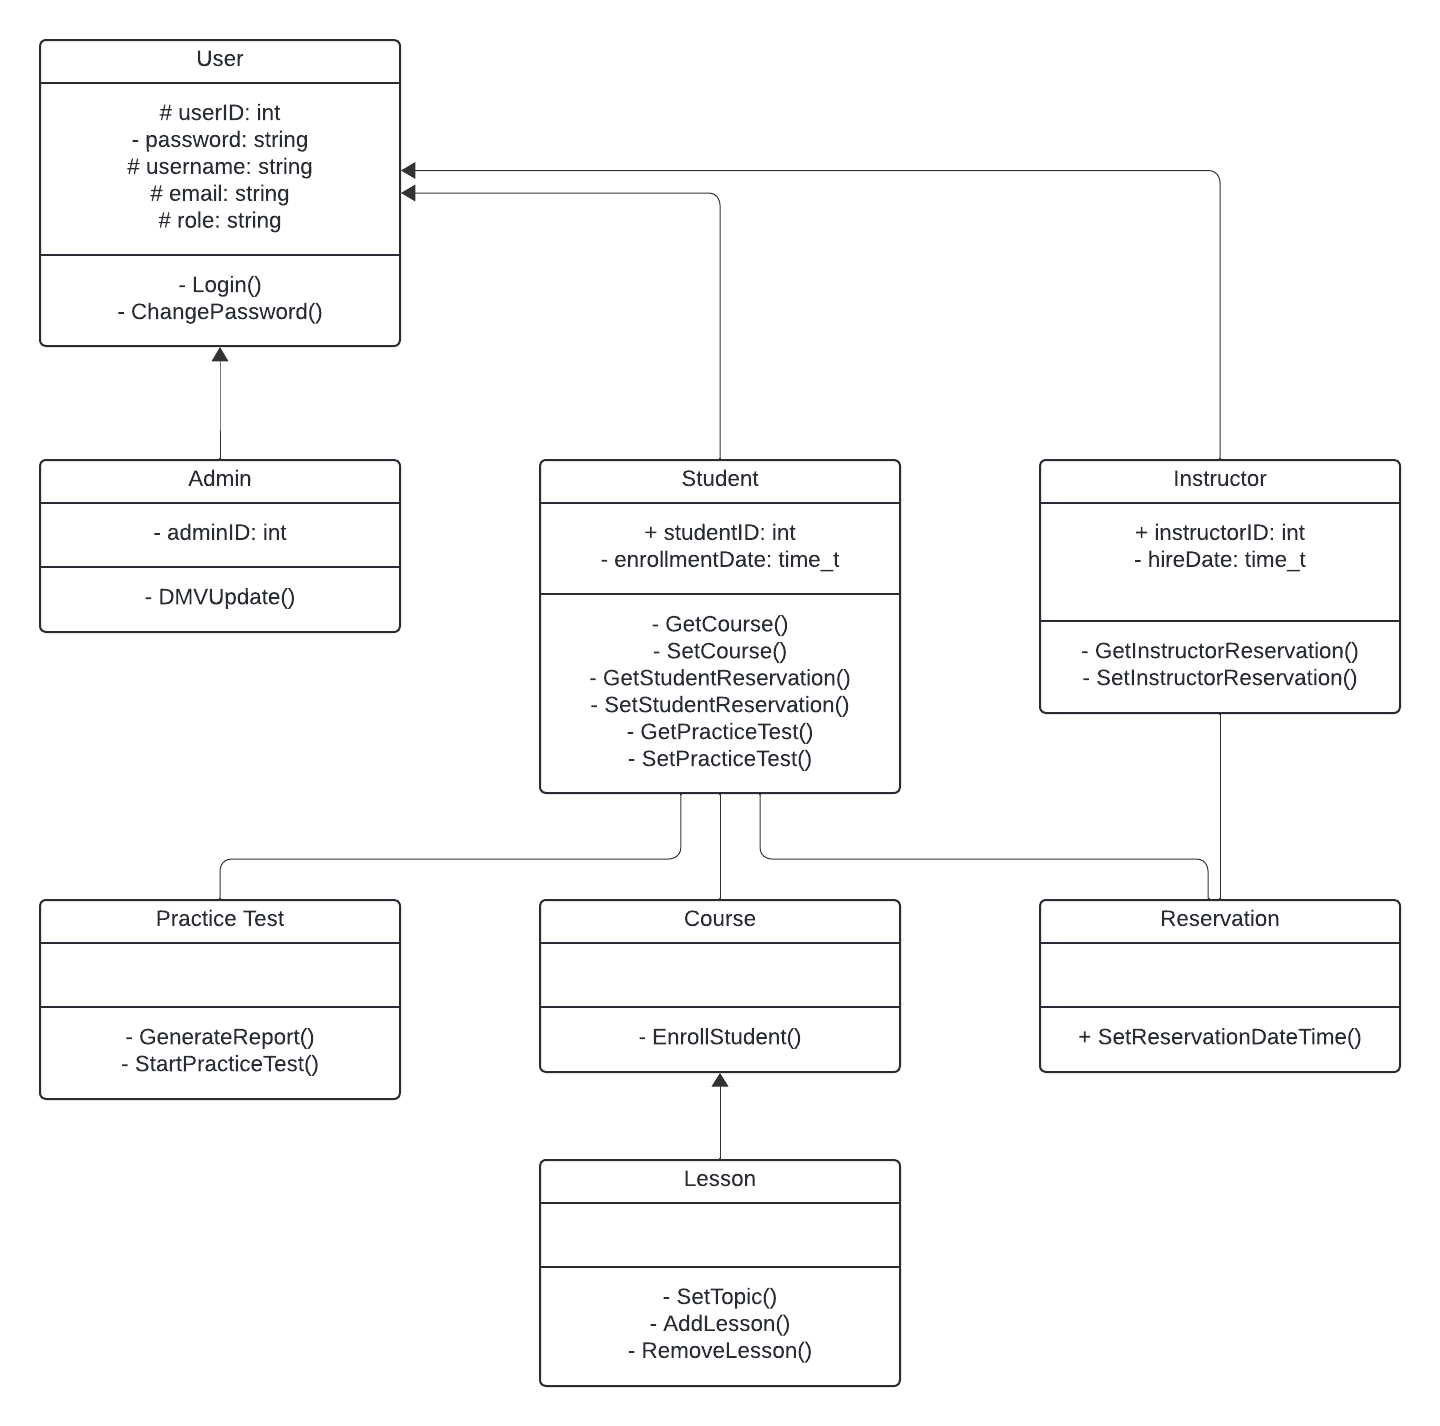 User
# userID: int
- password: string
# username: string
# email: string
# role: string
- Login()
- ChangePassword()
Admin
- adminID: int
- DMVUpdate()
Student
+ studentID: int
- enrollmentDate: time_t
- GetCourse()
- SetCourse()
- GetStudentReservation()
- SetStudentReservation()
- GetPracticeTest()
- SetPracticeTest()
Instructor
+ instructorID: int
- hireDate: time_t
- GetInstructorReservation()
- SetInstructorReservation()
Practice Test
- GenerateReport()
- StartPracticeTest()
Course
- EnrollStudent()
Reservation
+ SetReservationDateTime()
Lesson
- SetTopic()
- AddLesson()
- RemoveLesson()